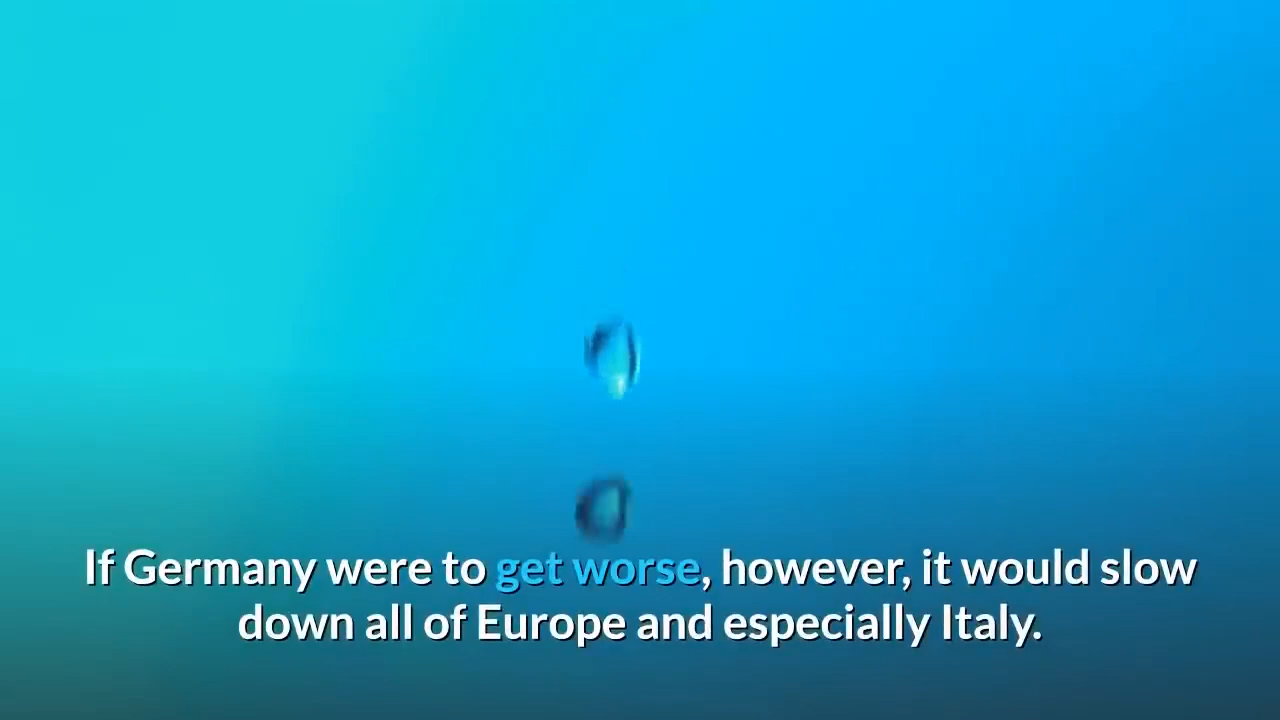 If Germany were to get worse, however, it would slow
down all of Europe and especially Italy.